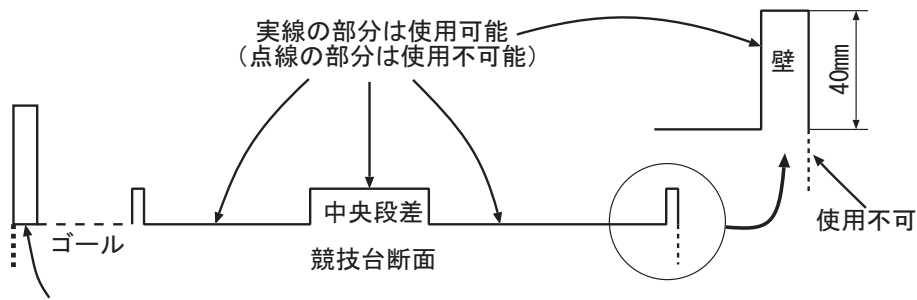 実線の部分は使用可能
（点線の部分は使用不可能）
壁
40mm
中央段差
ゴール
使用不可
競技台断面